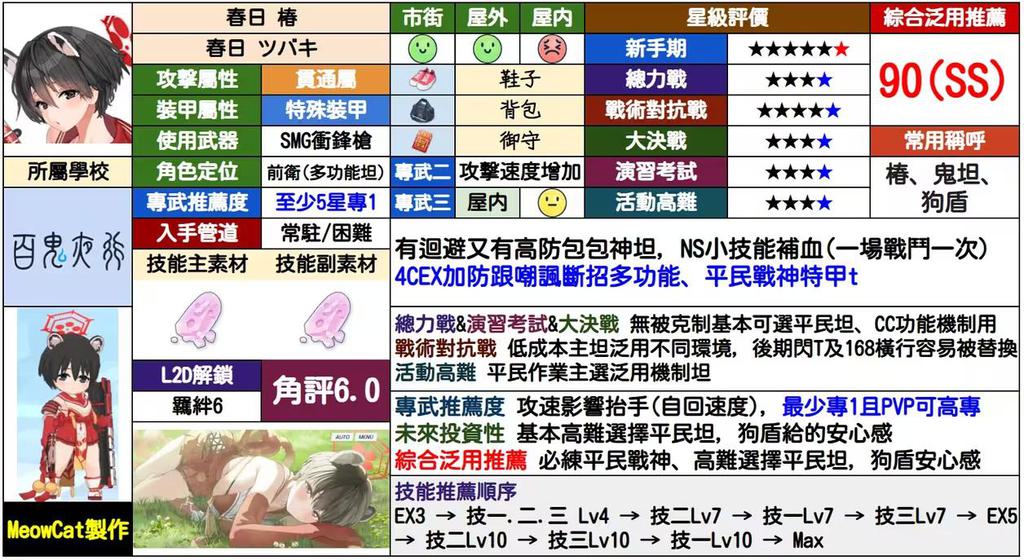 春日 椿
春日 ツバキ
攻擊屬性 貫通屬
裝甲屬性 特殊裝甲
使用武器 SMG衝鋒槍
所屬學校 角色定位 前衛(多功能坦)
百鬼夜行
專武推薦度 至少5星專1
入手管道 常駐/困難
技能主素材 技能副素材
L2D解鎖
羈絆6
角評6.0
市街 屋外 屋內
鞋子
背包
御守
專武二 攻擊速度增加
專武三 屋內
星級評價
新手期 ★★★★★★
總力戰 ★★★★
戰術對抗戰 ★★★★★
大決戰 ★★★★
演習考試 ★★★★
活動高難 ★★★★
綜合泛用推薦
90(SS)
常用稱呼
椿、鬼坦、
狗盾
有迴避又有高防包包神坦, NS小技能補血(一場戰鬥一次)
4CEX加防跟嘲諷斷招多功能、平民戰神特甲t
總力戰&演習考試&大決戰 無被克制基本可選平民坦、CC功能機制用
戰術對抗戰 低成本主坦泛用不同環境, 後期閃T及168橫行容易被替換
活動高難 平民作業主選泛用機制坦
專武推薦度 攻速影響抬手(自回速度), 最少專1且PVP可高專
未來投資性 基本高難選擇平民坦, 狗盾給的安心感
綜合泛用推薦 必練平民戰神、高難選擇平民坦, 狗盾安心感
技能推薦順序
EX3 → 技一.二.三 Lv4 → 技二Lv7 → 技一Lv7 → 技三Lv7 → EX5
→ 技二Lv10 → 技三Lv10 → 技一Lv10 → Max
AUTO MENU
MeowCat製作